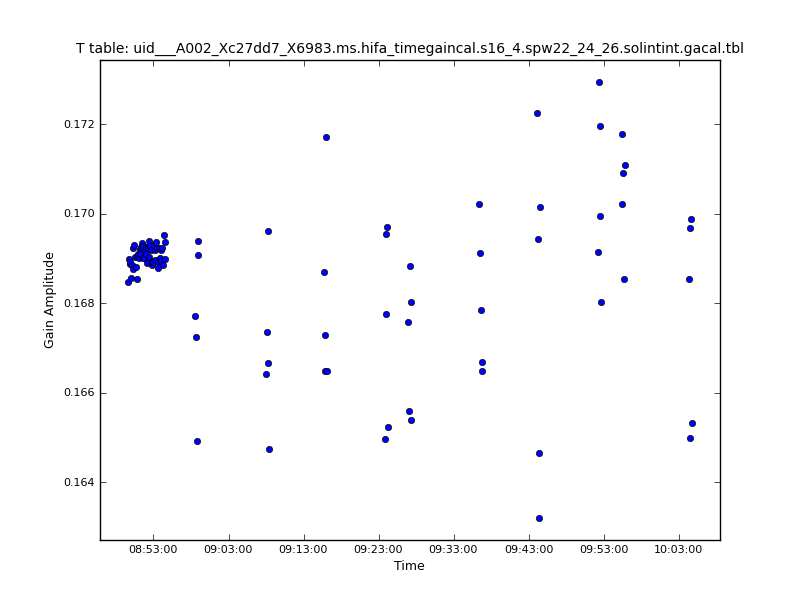 T table: uid___A002_Xc27dd7_X6983.ms.hifa_timegaincal.s16_4.spw22_24_26.solintint.gacal.tbl
Gain Amplitude
0.172
0.170
0.168
0.166
0.164
08:53:00 09:03:00 09:13:00 09:23:00 09:33:00 09:43:00 09:53:00 10:03:00
Time